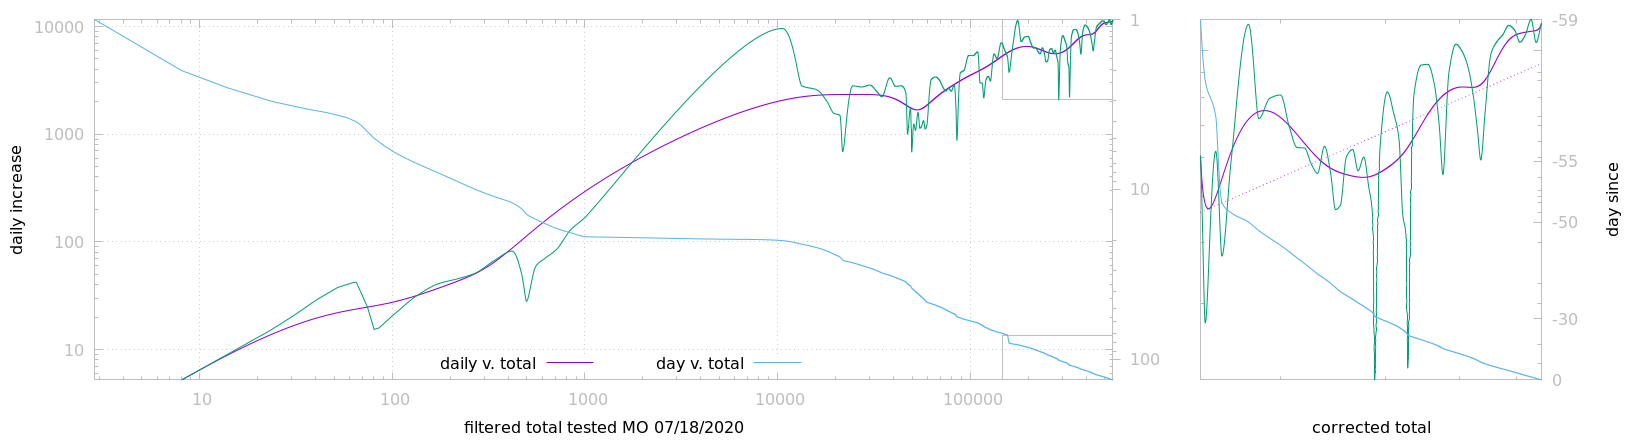 10000
1000
100
10
daily increase
daily v. total
day v. total
10
100
1000
10000
100000
filtered total tested MO 07/18/2020
1
10
100
-59
-55
-50
-30
0
day since
corrected total